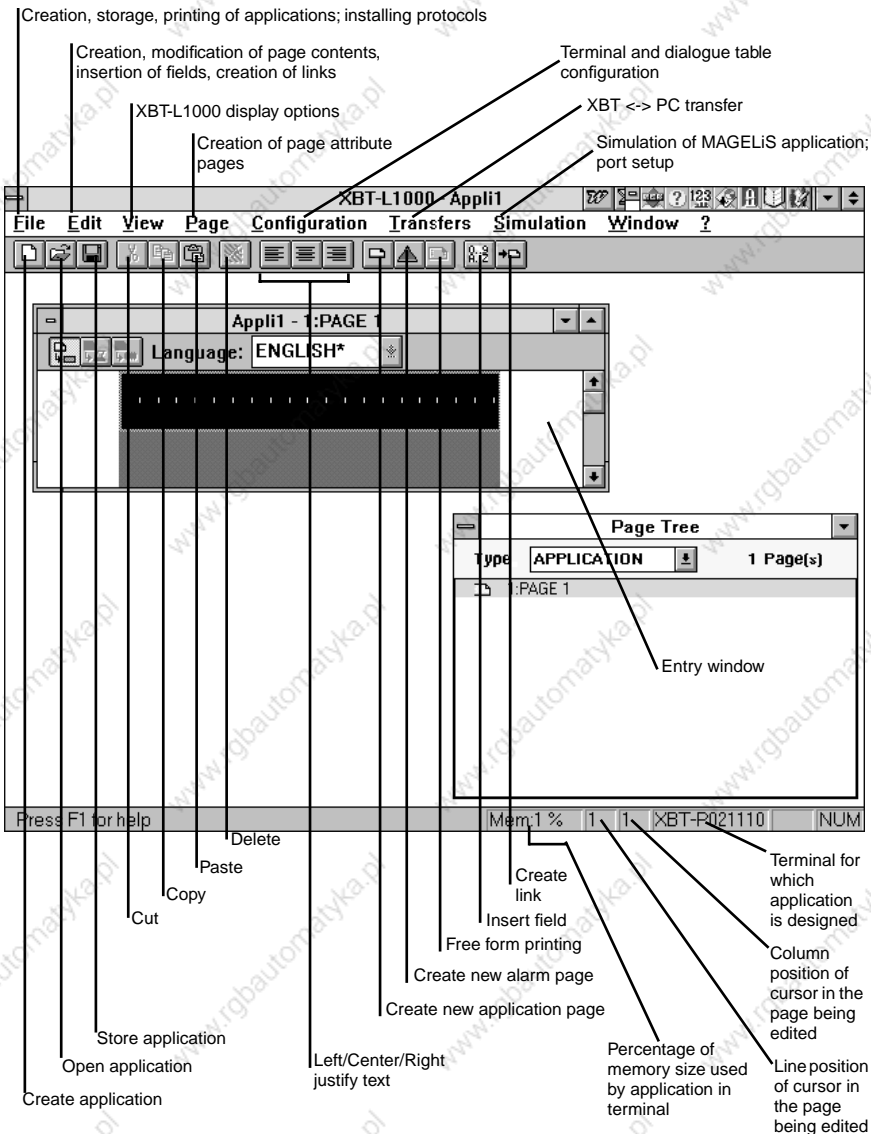 Creation, storage, printing of applications; installing protocols
Creation, modification of page contents,
insertion of fields, creation of links
Terminal and dialogue table
configuration
XBT-L1000 display options
XBT <-> PC transfer
Creation of page attribute
pages
Simulation of MAGELiS application;
port setup
XBT-L1000 - Appli1
File Edit View Page Configuration Transfers Simulation Window ?
Appli1 - 1:PAGE 1
Language: ENGLISH*
Page Tree
Type APPLICATION 1 Page(s)
1:PAGE 1
Entry window
Press F1 for help
Mem:1 % 1 1 XBT-P021110 NUM
Delete
Paste
Copy
Cut
Create
link
Insert field
Free form printing
Create new alarm page
Create new application page
Terminal for
which
application
is designed
Column
position of
cursor in the
page being
edited
Store application
Open application
Create application
Left/Center/Right
justify text
Percentage of
memory size used
by application in
terminal
Line position
of cursor in
the page
being edited
www.rgbautomatyka.pl